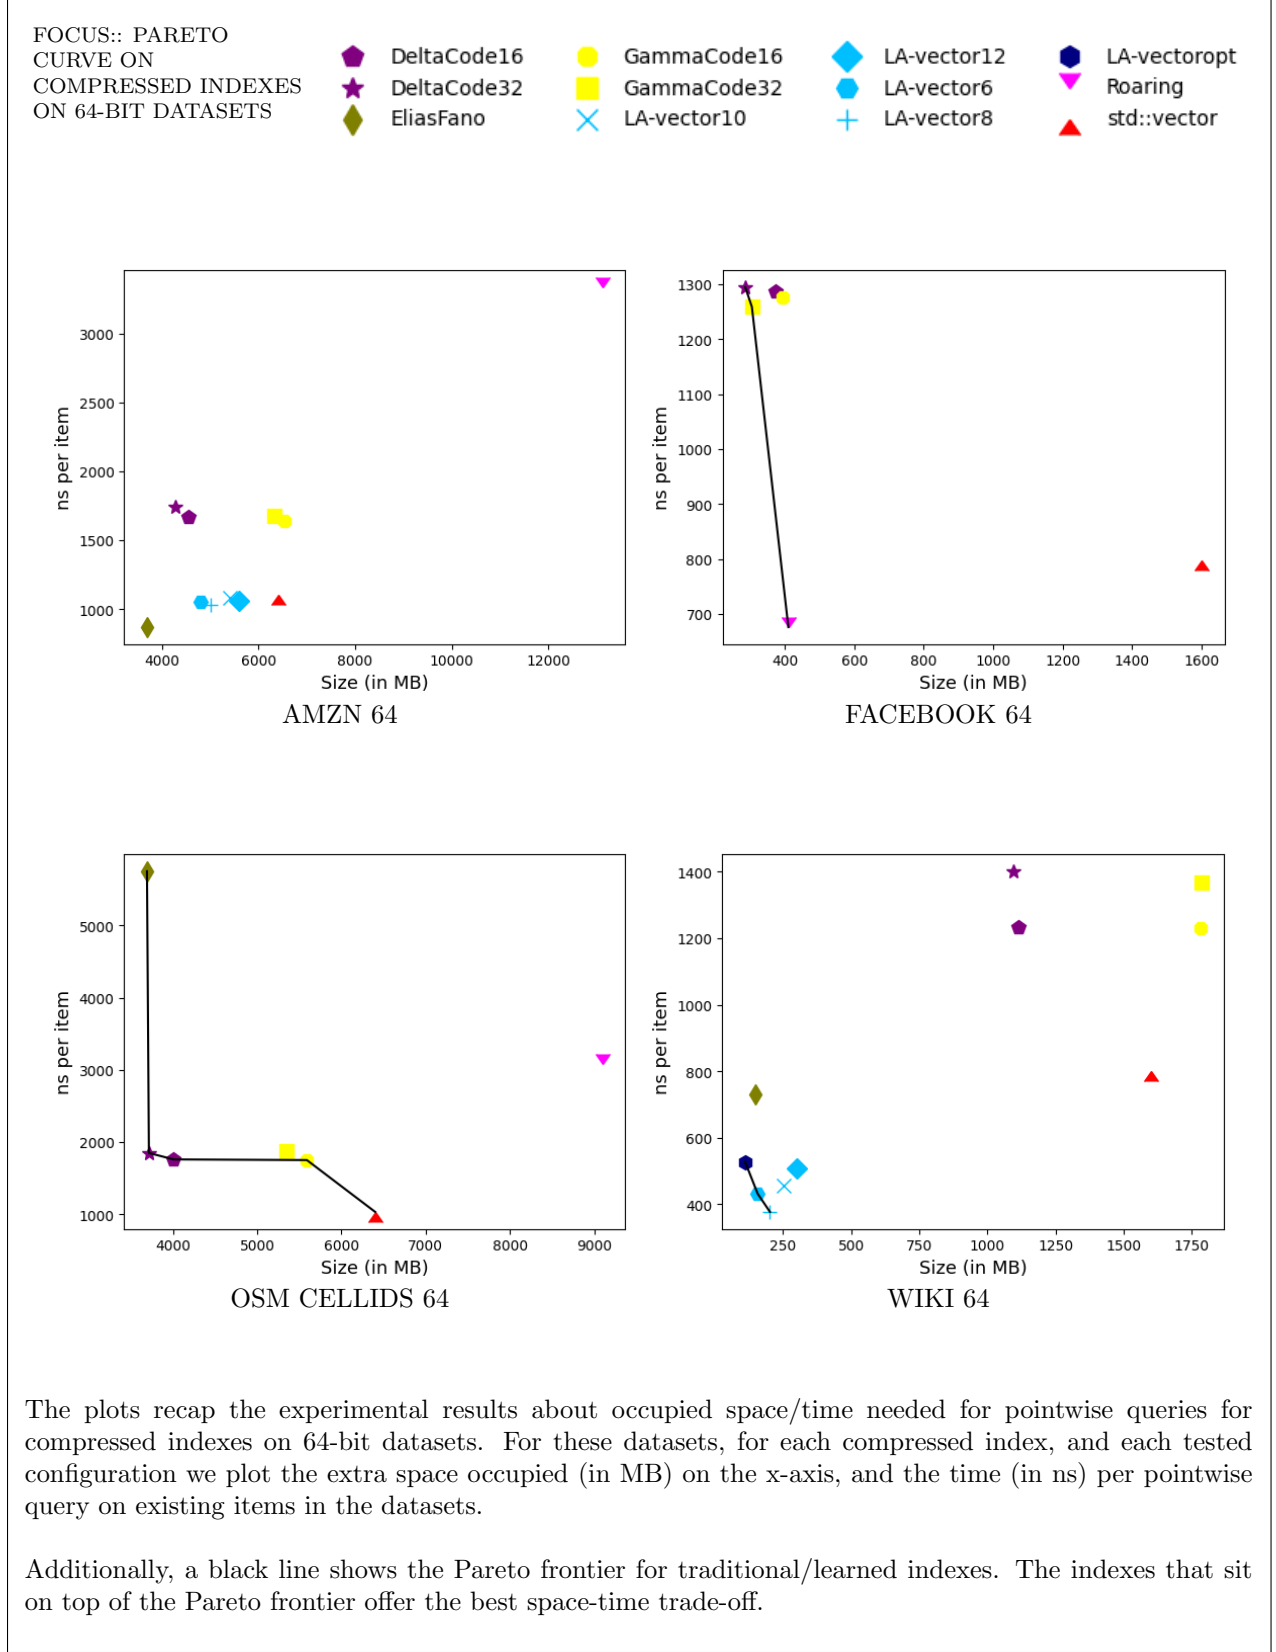 FOCUS:: PARETO
CURVE ON
COMPRESSED INDEXES
ON 64-BIT DATASETS
DeltaCode16
DeltaCode32
EliasFano
GammaCode16
GammaCode32
LA-vector10
LA-vector12
LA-vector6
LA-vector8
LA-vectoropt
Roaring
std::vector
ns per item
3000
2500
2000
1500
1000
4000 6000 8000 10000 12000
Size (in MB)
AMZN 64
ns per item
1300
1200
1100
1000
900
800
700
400 600 800 1000 1200 1400 1600
Size (in MB)
FACEBOOK 64
ns per item
5000
4000
3000
2000
1000
4000 5000 6000 7000 8000 9000
Size (in MB)
OSM CELLIDS 64
ns per item
1400
1200
1000
800
600
400
250 500 750 1000 1250 1500 1750
Size (in MB)
WIKI 64
The plots recap the experimental results about occupied space/time needed for pointwise queries for
compressed indexes on 64-bit datasets. For these datasets, for each compressed index, and each tested
configuration we plot the extra space occupied (in MB) on the x-axis, and the time (in ns) per pointwise
query on existing items in the datasets.
Additionally, a black line shows the Pareto frontier for traditional/learned indexes. The indexes that sit
on top of the Pareto frontier offer the best space-time trade-off.